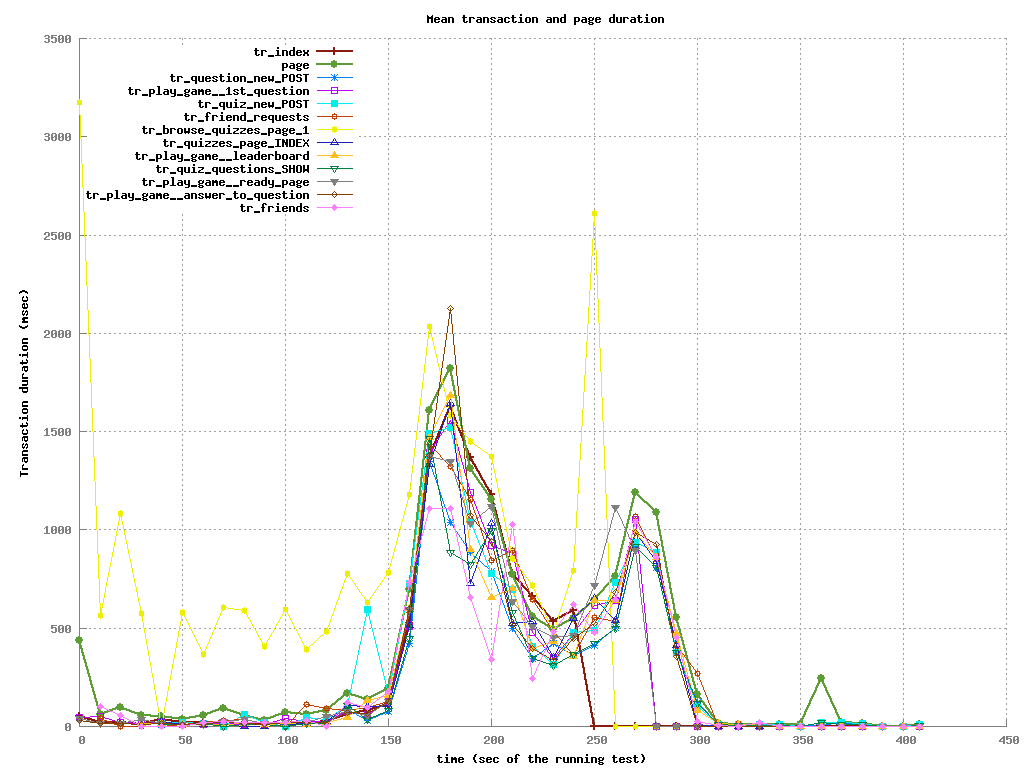 Mean transaction and page duration
3500
3000
2500
2000
1500
1000
500
0
Transaction duration (msec)
tr_index
page
tr_question_new_POST
tr_play_game__1st_question
tr_quiz_new_POST
tr_friend_requests
tr_browse_quizzes_page_1
tr_quizzes_page_INDEX
tr_play_game__leaderboard
tr_quiz_questions_SHOW
tr_play_game__ready_page
tr_play_game__answer_to_question
tr_friends
0 50 100 150 200 250 300 350 400 450
time (sec of the running test)